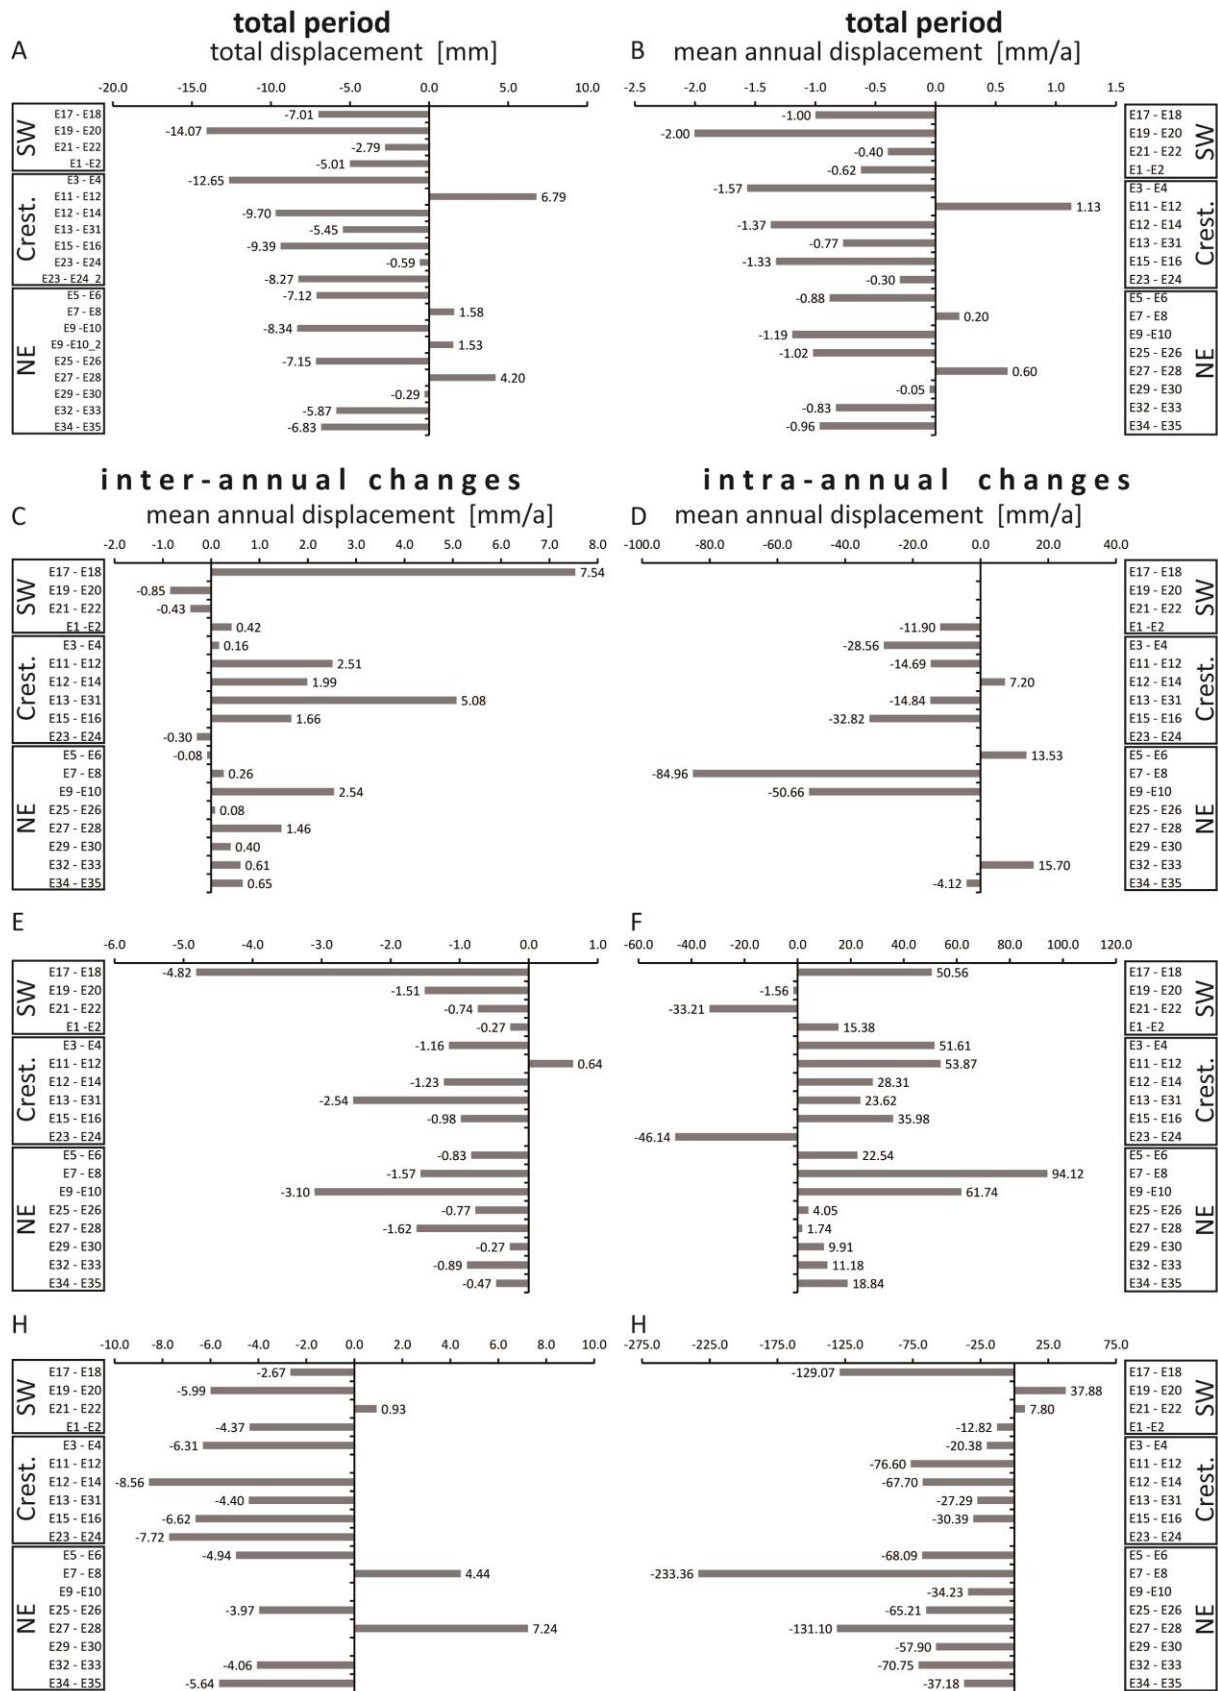 total period
total period
A
total displacement [mm]
B
mean annual displacement [mm/a]
-20.0 -15.0 -10.0 -5.0 0.0 5.0 10.0
-2.5 -2.0 -1.5 -1.0 -0.5 0.0 0.5 1.0 1.5
SW
E17 - E18 -7.01
E19 - E20 -14.07
E21 - E22 -2.79
E1 -E2 -5.01
Crest.
E3 - E4 -12.65
E11 - E12 6.79
E12 - E14 -9.70
E13 - E31 -5.45
E15 - E16 -9.39
E23 - E24 -0.59
E23 - E24_2 -8.27
NE
E5 - E6 -7.12
E7 - E8 1.58
E9 -E10 -8.34
E9 -E10_2 1.53
E25 - E26 -7.15
E27 - E28 4.20
E29 - E30 -0.29
E32 - E33 -5.87
E34 - E35 -6.83
-1.00 E17 - E18
-2.00 E19 - E20
-0.40 E21 - E22
-0.62 E1 -E2
SW
-1.57 E3 - E4
1.13 E11 - E12
-1.37 E12 - E14
-0.77 E13 - E31
-1.33 E15 - E16
-0.30 E23 - E24
Crest.
-0.88 E5 - E6
0.20 E7 - E8
-1.19 E9 -E10
-1.02 E25 - E26
0.60 E27 - E28
-0.05 E29 - E30
-0.83 E32 - E33
-0.96 E34 - E35
NE
inter-annual changes
intra-annual changes
C
mean annual displacement [mm/a]
D
mean annual displacement [mm/a]
-2.0 -1.0 0.0 1.0 2.0 3.0 4.0 5.0 6.0 7.0 8.0
-100.0 -80.0 -60.0 -40.0 -20.0 0.0 20.0 40.0
SW
E17 - E18 7.54
E19 - E20 -0.85
E21 - E22 -0.43
E1 -E2 0.42
Crest.
E3 - E4 0.16
E11 - E12 2.51
E12 - E14 1.99
E13 - E31 5.08
E15 - E16 1.66
E23 - E24 -0.30
NE
E5 - E6 -0.08
E7 - E8 0.26
E9 -E10 2.54
E25 - E26 0.08
E27 - E28 1.46
E29 - E30 0.40
E32 - E33 0.61
E34 - E35 0.65
E17 - E18
E19 - E20
E21 - E22
-11.90 E1 -E2
SW
-28.56 E3 - E4
-14.69 E11 - E12
7.20 E12 - E14
-14.84 E13 - E31
-32.82 E15 - E16
E23 - E24
Crest.
13.53 E5 - E6
-84.96 E7 - E8
-50.66 E9 -E10
E25 - E26
E27 - E28
E29 - E30
15.70 E32 - E33
-4.12 E34 - E35
NE
E
F
-6.0 -5.0 -4.0 -3.0 -2.0 -1.0 0.0 1.0
-60.0 -40.0 -20.0 0.0 20.0 40.0 60.0 80.0 100.0 120.0
SW
E17 - E18 -4.82
E19 - E20 -1.51
E21 - E22 -0.74
E1 -E2 -0.27
Crest.
E3 - E4 -1.16
E11 - E12 0.64
E12 - E14 -1.23
E13 - E31 -2.54
E15 - E16 -0.98
E23 - E24
NE
E5 - E6 -0.83
E7 - E8 -1.57
E9 -E10 -3.10
E25 - E26 -0.77
E27 - E28 -1.62
E29 - E30 -0.27
E32 - E33 -0.89
E34 - E35 -0.47
50.56 E17 - E18
-1.56 E19 - E20
-33.21 E21 - E22
15.38 E1 -E2
SW
51.61 E3 - E4
53.87 E11 - E12
28.31 E12 - E14
23.62 E13 - E31
35.98 E15 - E16
-46.14 E23 - E24
Crest.
22.54 E5 - E6
94.12 E7 - E8
61.74 E9 -E10
4.05 E25 - E26
1.74 E27 - E28
9.91 E29 - E30
11.18 E32 - E33
18.84 E34 - E35
NE
H
H
-10.0 -8.0 -6.0 -4.0 -2.0 0.0 2.0 4.0 6.0 8.0 10.0
-275.0 -225.0 -175.0 -125.0 -75.0 -25.0 25.0 75.0
SW
E17 - E18 -2.67
E19 - E20 -5.99
E21 - E22 0.93
E1 -E2 -4.37
Crest.
E3 - E4 -6.31
E11 - E12
E12 - E14 -8.56
E13 - E31 -4.40
E15 - E16 -6.62
E23 - E24 -7.72
NE
E5 - E6 -4.94
E7 - E8 4.44
E9 -E10
E25 - E26 -3.97
E27 - E28 7.24
E29 - E30
E32 - E33 -4.06
E34 - E35 -5.64
-129.07 E17 - E18
37.88 E19 - E20
7.80 E21 - E22
-12.82 E1 -E2
SW
-20.38 E3 - E4
-76.60 E11 - E12
-67.70 E12 - E14
-27.29 E13 - E31
-30.39 E15 - E16
E23 - E24
Crest.
-68.09 E5 - E6
-233.36 E7 - E8
-34.23 E9 -E10
-65.21 E25 - E26
-131.10 E27 - E28
-57.90 E29 - E30
-70.75 E32 - E33
-37.18 E34 - E35
NE